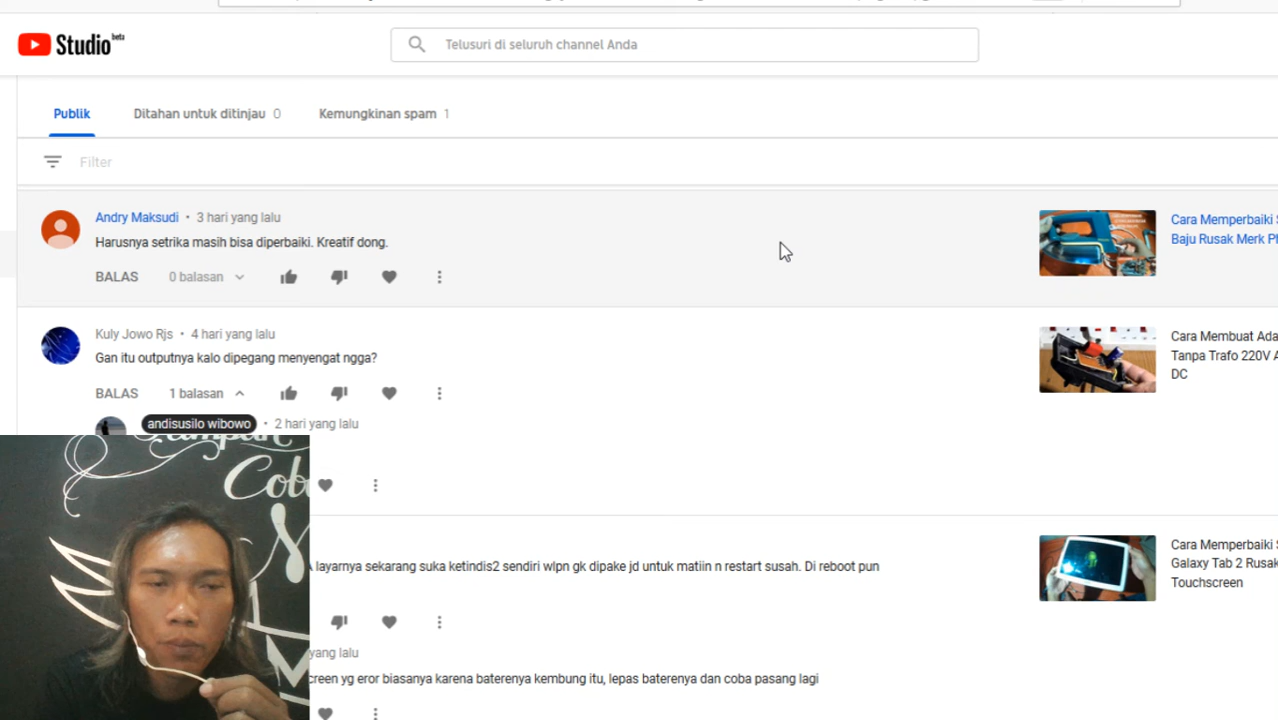 Studio beta
Telusuri di seluruh channel Anda
Publik Ditahan untuk ditinjau 0 Kemungkinan spam 1
Filter
Andry Maksudi • 3 hari yang lalu
Harusnya setrika masih bisa diperbaiki. Kreatif dong.
BALAS 0 balasan
Cara Memperbaiki S
Baju Rusak Merk Ph
Kuly Jowo Rjs • 4 hari yang lalu
Gan itu outputnya kalo dipegang menyengat ngga?
BALAS 1 balasan
Cara Membuat Ada
Tanpa Trafo 220V A
DC
andisusilo wibowo • 2 hari yang lalu
Cob
layarnya sekarang suka ketindis2 sendiri wlpn gk dipake jd untuk matiin n restart susah. Di reboot pun
Cara Memperbaiki S
Galaxy Tab 2 Rusak
Touchscreen
yang lalu
creen yg eror biasanya karena baterenya kembung itu, lepas baterenya dan coba pasang lagi